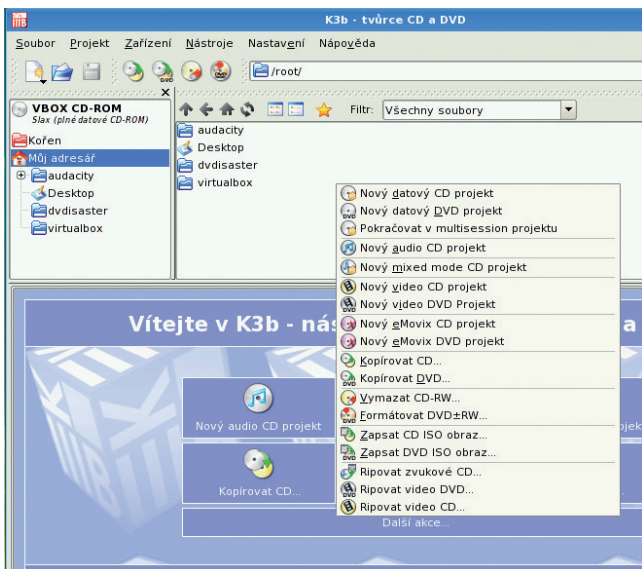 K3b - tvůrce CD a DVD
Soubor Projekt Zařízení Nástroje Nastavení Nápověda
/root/
VBOX CD-ROM
Slax (plné datové CD-ROM)
Filtr: Všechny soubory
Kořen
Můj adresář
audacity
Desktop
dvdisaster
virtualbox
audacity
Desktop
dvdisaster
virtualbox
Nový datový CD projekt
Nový datový DVD projekt
Pokračovat v multisession projektu
Nový audio CD projekt
Nový mixed mode CD projekt
Nový video CD projekt
Nový video DVD Projekt
Nový eMovix CD projekt
Nový eMovix DVD projekt
Kopírovat CD...
Kopírovat DVD...
Vymazat CD-RW...
Formátovat DVD±RW...
Zapsat CD ISO obraz...
Zapsat DVD ISO obraz...
Ripovat zvukové CD...
Ripovat video DVD...
Ripovat video CD...
Vítejte v K3b - a
Nový audio CD projekt
Kopírovat CD...
Další akce...